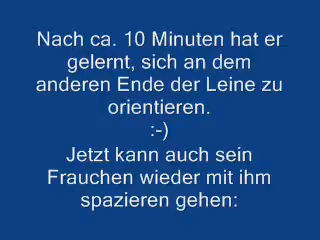 Nach ca. 10 Minuten hat er
gelernt, sich an dem
anderen Ende der Leine zu
orientieren.
:-)
Jetzt kann auch sein
Frauchen wieder mit ihm
spazieren gehen: